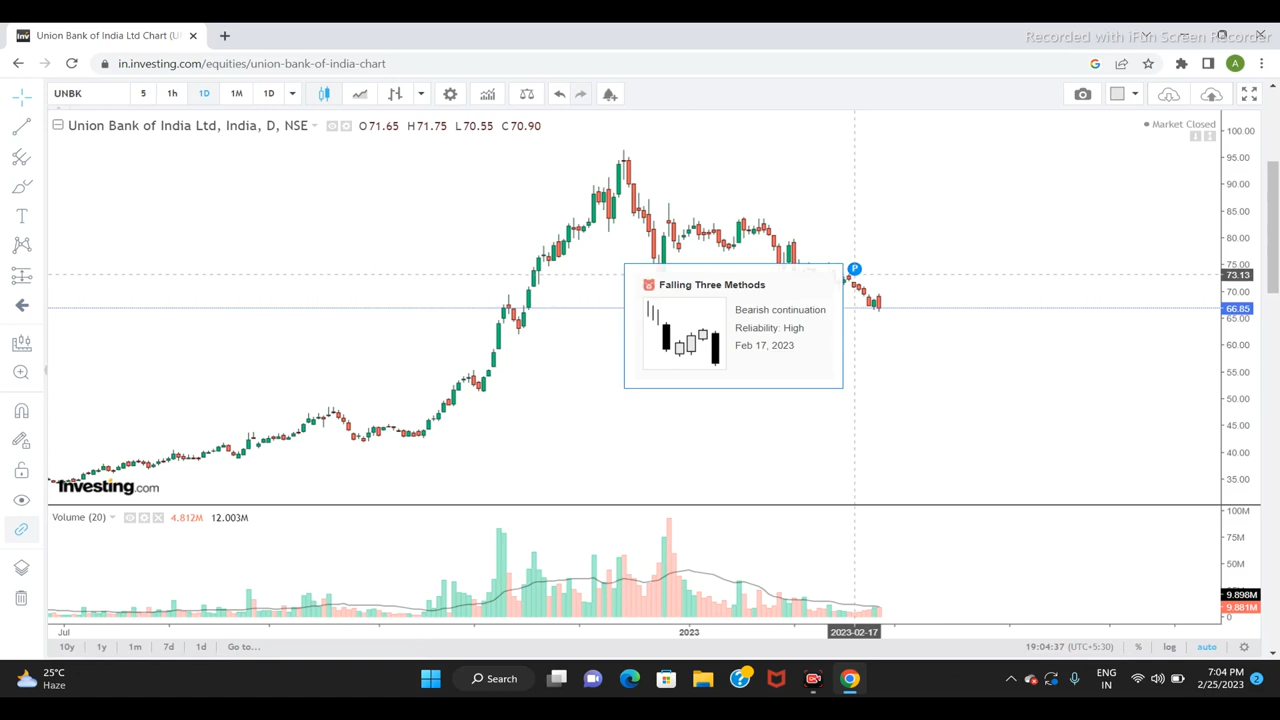 Recorded with iFun Screen Recorder
Inv Union Bank of India Ltd Chart (U
in.investing.com/equities/union-bank-of-india-chart
G
A
UNBK 5 1h 1D 1M 1D
Union Bank of India Ltd, India, D, NSE O71.65 H71.75 L70.55 C70.90
Market Closed
T
100.00
95.00
90.00
85.00
80.00
75.00
73.13
70.00
66.85
65.00
60.00
55.00
50.00
45.00
40.00
35.00
P
Falling Three Methods
Bearish continuation
Reliability: High
Feb 17, 2023
Investing.com
Volume (20) 4.812M 12.003M
100M
75M
50M
9.898M
9.881M
0
Jul 2023 2023-02-17
10y 1y 1m 7d 1d Go to... 19:04:37 (UTC+5:30) % log auto
25°C
Haze
Search
ENG
IN
7:04 PM
2/25/2023
2